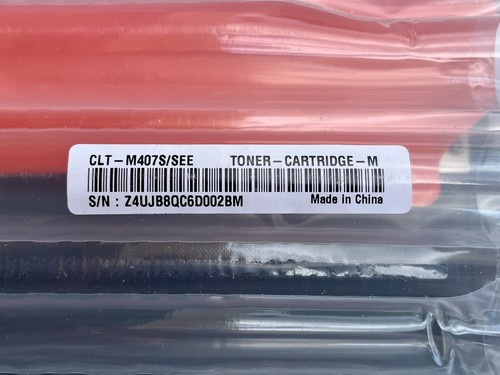 CLT-M407S/SEE TONER-CARTRIDGE-M
S/N : Z4UJB8QC6D002BM Made in China